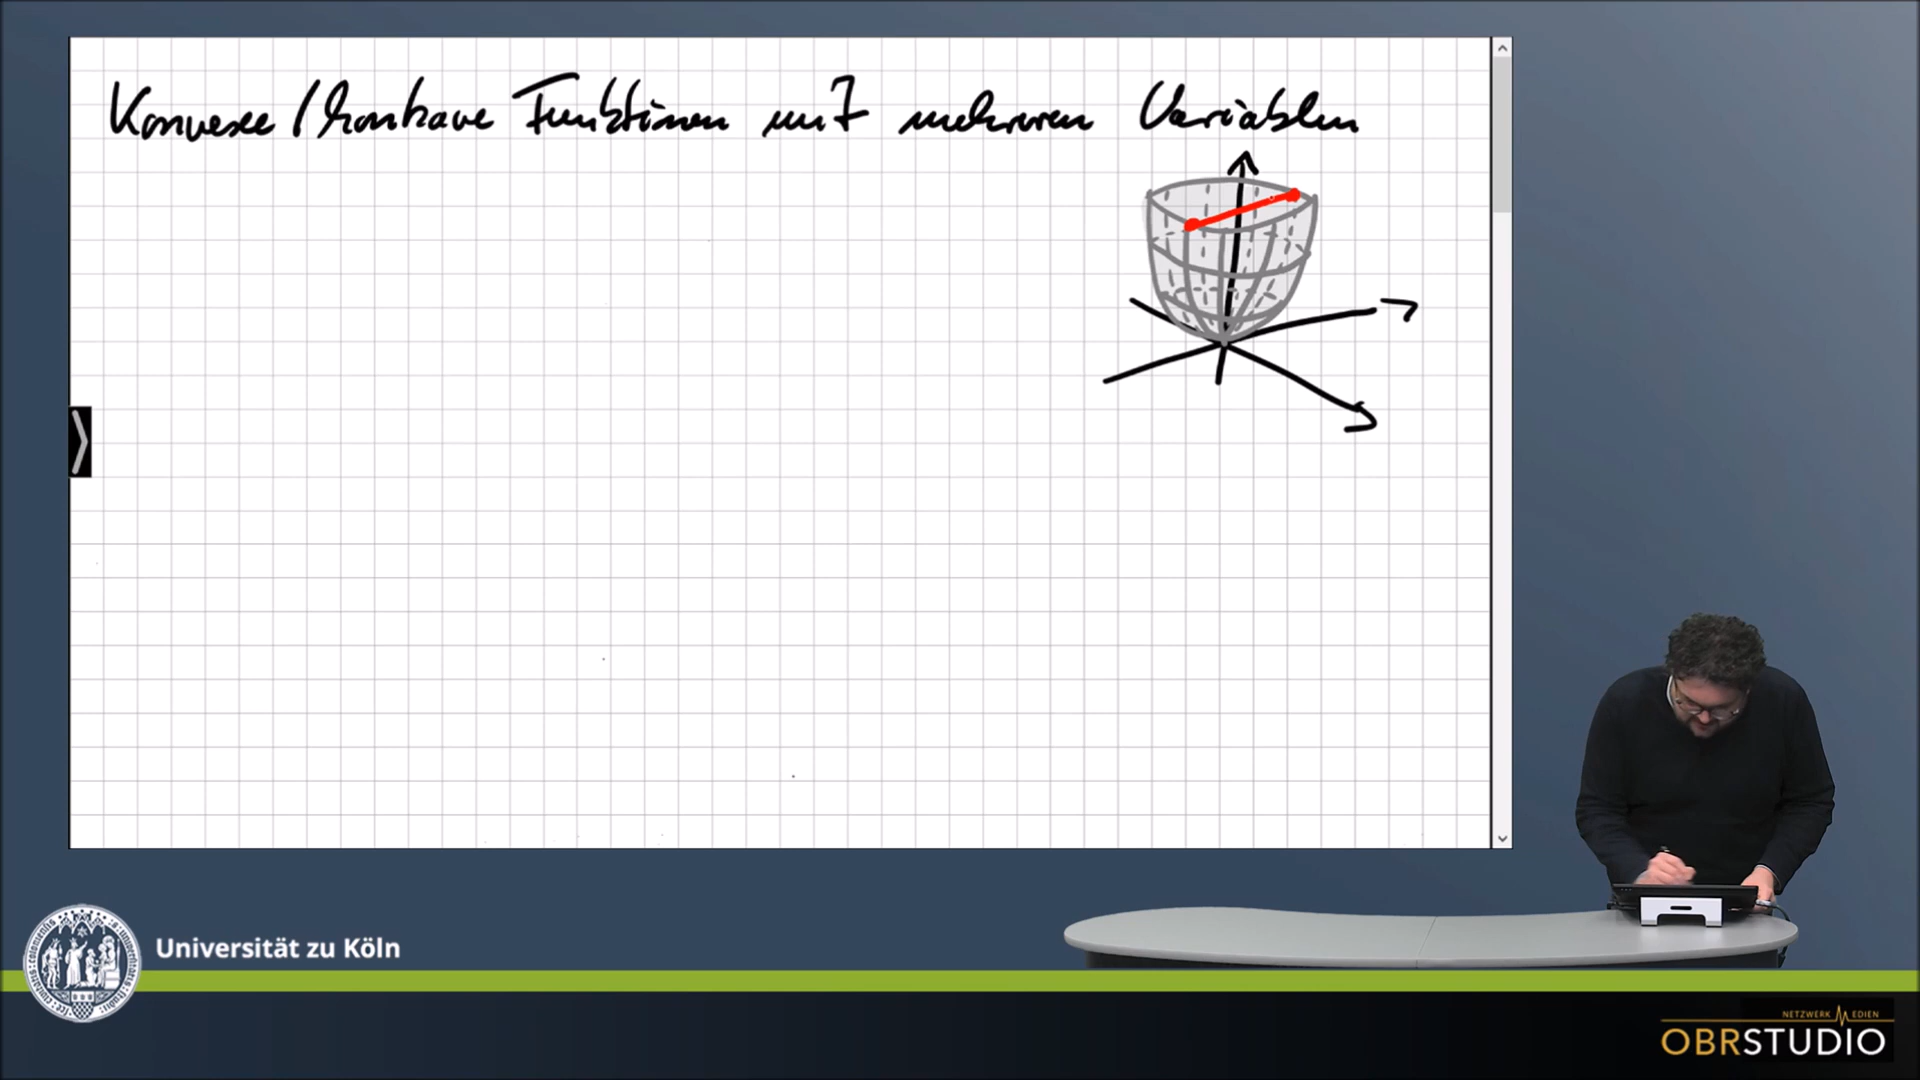 Konvexe / konkave Funktionen mit mehreren Variablen
Universität zu Köln
NETZWERK MEDIEN
OBRSTUDIO